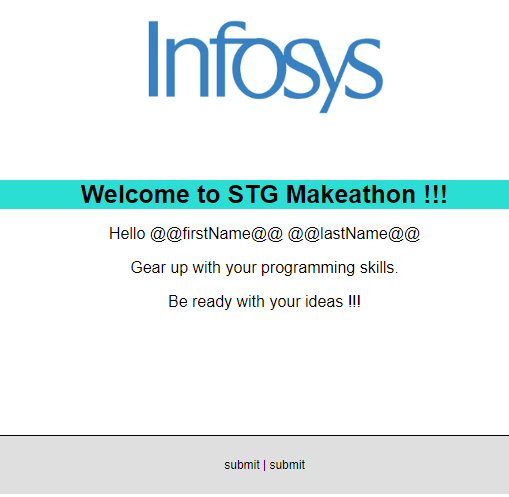 Infosys
Welcome to STG Makeathon !!!
Hello @@firstName@@ @@lastName@@
Gear up with your programming skills.
Be ready with your ideas !!!
submit | submit